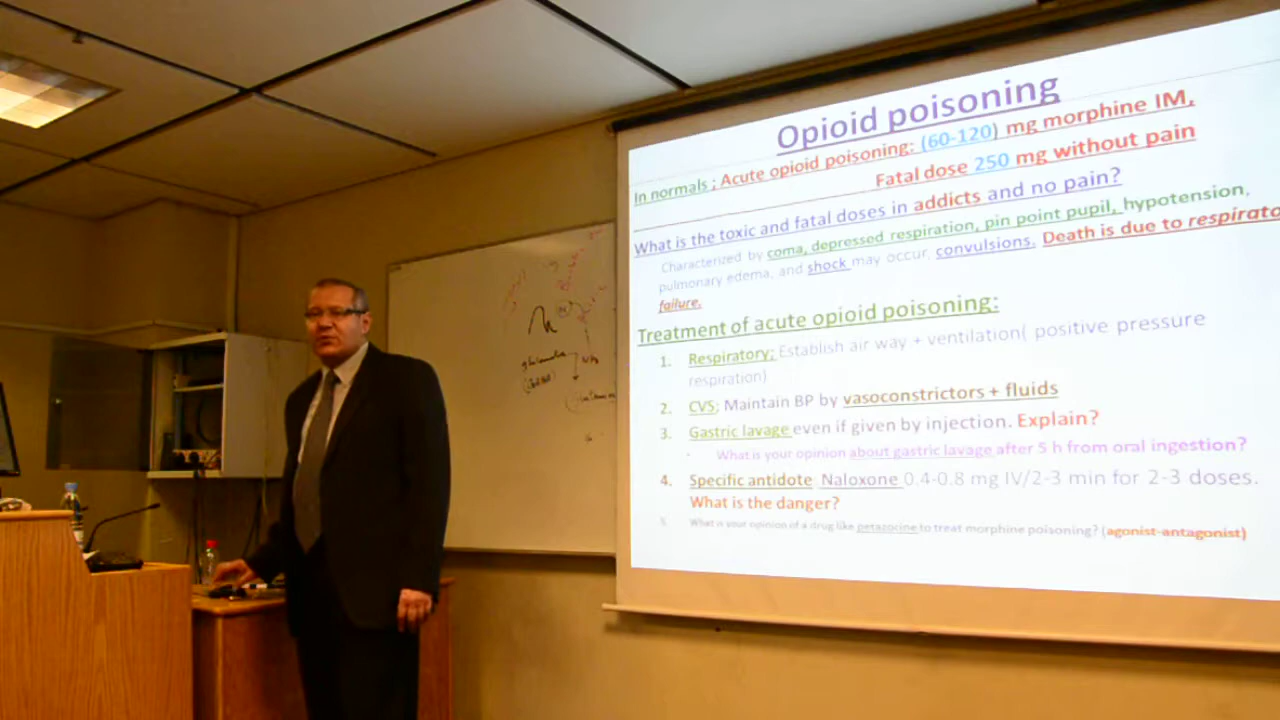 Opioid poisoning
In normals ; Acute opioid poisoning: (60-120) mg morphine IM,
Fatal dose 250 mg without pain
What is the toxic and fatal doses in addicts and no pain?
Characterized by coma, depressed respiration, pin point pupil, hypotension,
pulmonary edema, and shock may occur, convulsions. Death is due to
failure.
Treatment of acute opioid poisoning:
1. Respiratory; Establish air way + ventilation( positive pressure
respiration)
2. CVS; Maintain BP by vasoconstrictors + fluids
3. Gastric lavage even if given by injection. Explain?
What is your opinion about gastric lavage after 5 h from oral ingestion?
4. Specific antidote Naloxone 0.4-0.8 mg IV/2-3 min for 2-3 doses.
What is the danger?
What is your opinion of a drug like petazocine to treat morphine poisoning? (agonist-antagonist)